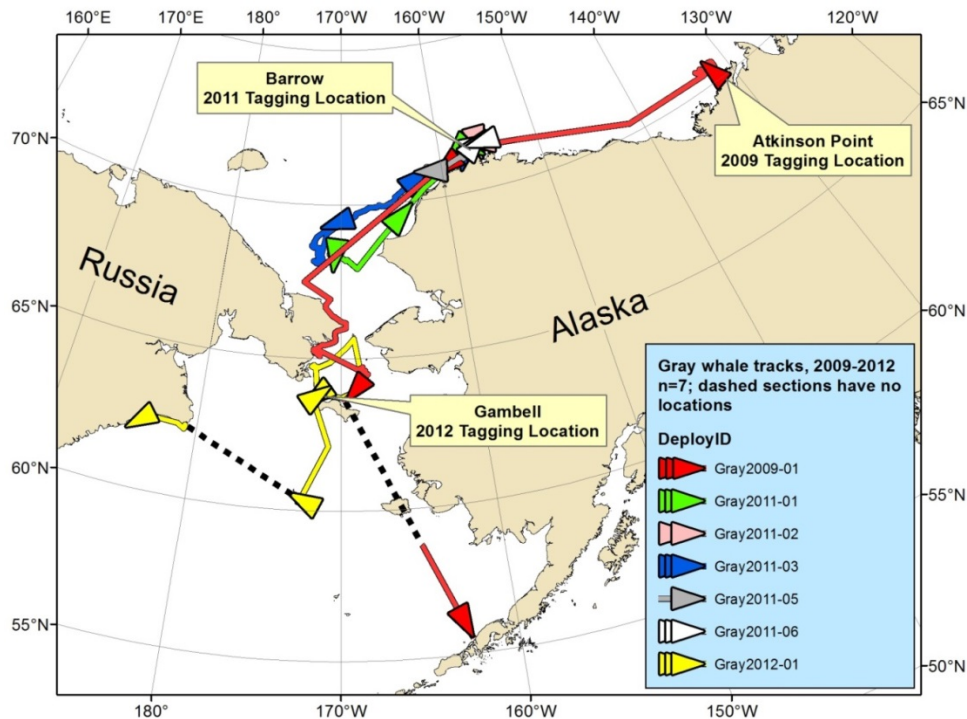 160°E 170°E 180° 170°W 160°W 150°W 140°W 130°W 120°W
Barrow
2011 Tagging Location
65°N
70°N
Atkinson Point
2009 Tagging Location
Russia
65°N
60°N
Alaska
Gray whale tracks, 2009-2012
n=7; dashed sections have no
locations
Gambell
2012 Tagging Location
DeployID
60°N
Gray2009-01
55°N
Gray2011-01
Gray2011-02
Gray2011-03
Gray2011-05
55°N
Gray2011-06
Gray2012-01
50°N
180° 170°W 160°W 150°W